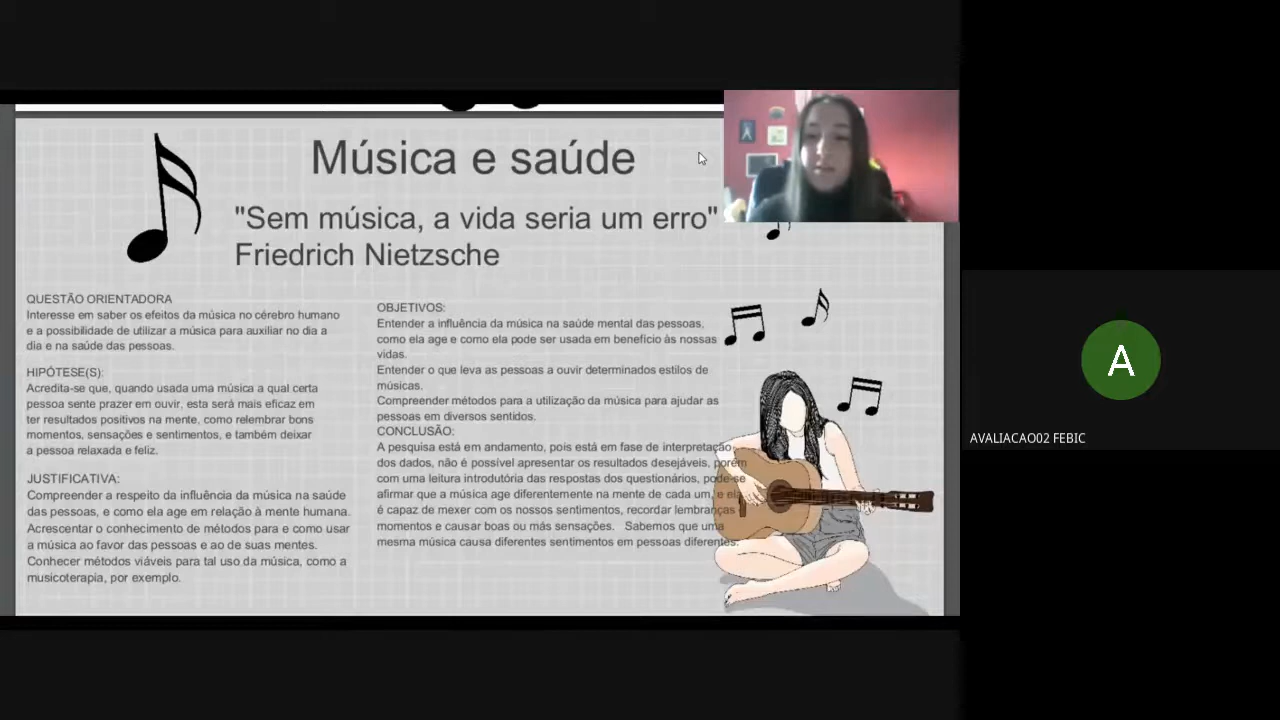 Música e saúde
"Sem música, a vida seria um erro"
Friedrich Nietzsche
QUESTÃO ORIENTADORA
Interesse em saber os efeitos da música no cérebro humano
e a possibilidade de utilizar a música para auxiliar no dia a
dia e na saúde das pessoas.
HIPÓTESE(S):
Acredita-se que, quando usada uma música a qual certa
pessoa sente prazer em ouvir, esta será mais eficaz em
ter resultados positivos na mente, como relembrar bons
momentos, sensações e sentimentos, e também deixar
a pessoa relaxada e feliz.
JUSTIFICATIVA:
Compreender a respeito da influência da música na saúde
das pessoas, e como ela age em relação à mente humana.
Acrescentar o conhecimento de métodos para e como usar
a música ao favor das pessoas e ao de suas mentes.
Conhecer métodos viáveis para tal uso da música, como a
musicoterapia, por exemplo.
OBJETIVOS:
Entender a influência da música na saúde mental das pessoas,
como ela age e como ela pode ser usada em benefício às nossas
vidas.
Entender o que leva as pessoas a ouvir determinados estilos de
músicas.
Compreender métodos para a utilização da música para ajudar as
pessoas em diversos sentidos.
CONCLUSÃO:
A pesquisa está em andamento, pois está em fase de interpretação
dos dados, não é possível apresentar os resultados desejáveis, porém
com uma leitura introdutória das respostas dos questionários, pode-se
afirmar que a música age diferentemente na mente de cada um, e ela
é capaz de mexer com os nossos sentimentos, recordar lembranças
momentos e causar boas ou más sensações. Sabemos que uma
mesma música causa diferentes sentimentos em pessoas diferentes.
A
AVALIACAO02 FEBIC